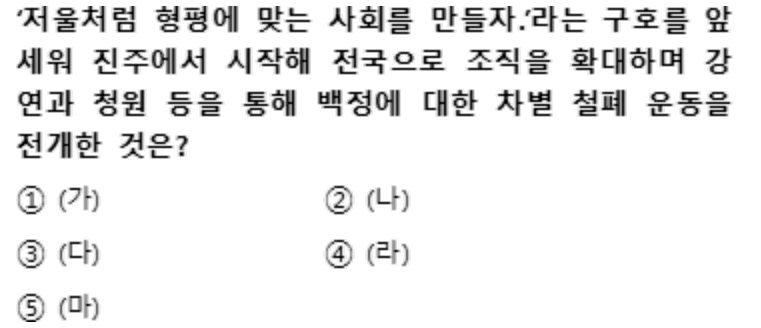 ‘저울처럼 형평에 맞는 사회를 만들자.’라는 구호를 앞
세워 진주에서 시작해 전국으로 조직을 확대하며 강
연과 청원 등을 통해 백정에 대한 차별 철폐 운동을
전개한 것은?
① (가) ② (나)
③ (다) ④ (라)
⑤ (마)